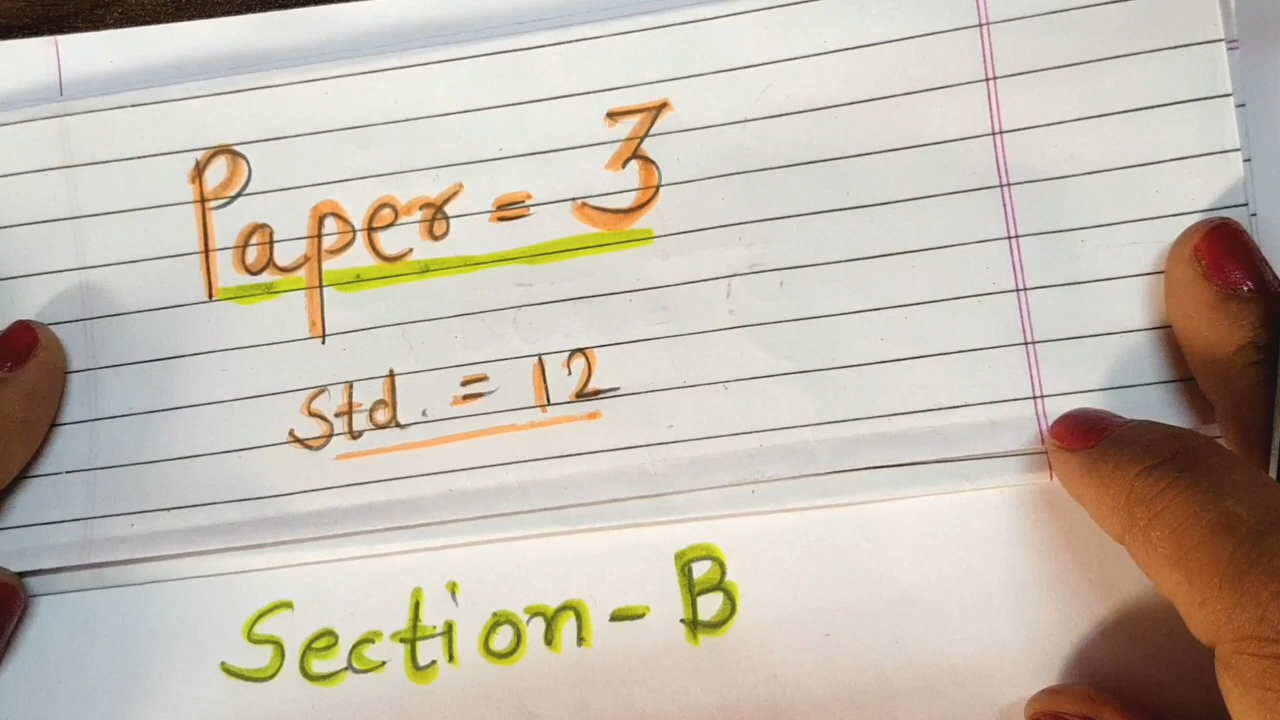 Paper = 3
Std. = 12
Section - B